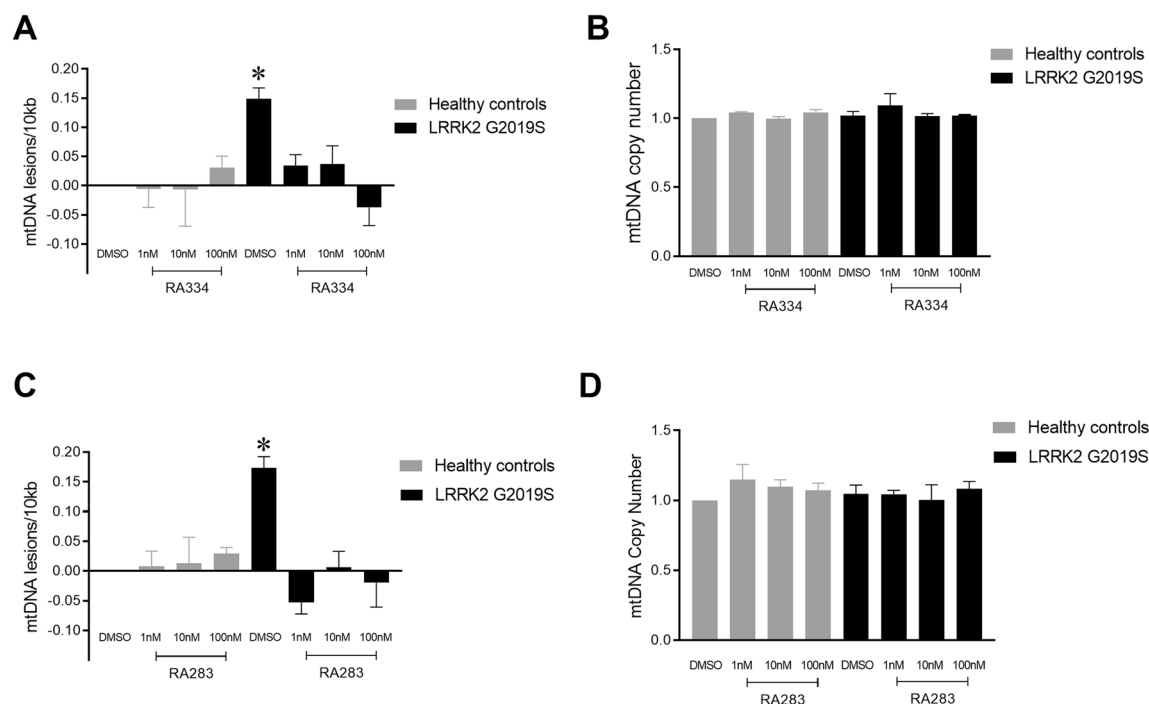 A
mtDNA lesions/10kb
0.20
0.15
0.10
0.05
0.00
-0.05
-0.10
*
Healthy controls
LRRK2 G2019S
DMSO 1nM 10nM 100nM DMSO 1nM 10nM 100nM
RA334 RA334
B
mtDNA copy number
1.5
1.0
0.5
0.0
Healthy controls
LRRK2 G2019S
DMSO 1nM 10nM 100nM DMSO 1nM 10nM 100nM
RA334 RA334
C
mtDNA lesions/10kb
0.20
0.15
0.10
0.05
0.00
-0.05
-0.10
*
Healthy controls
LRRK2 G2019S
DMSO 1nM 10nM 100nM DMSO 1nM 10nM 100nM
RA283 RA283
D
mtDNA Copy Number
1.5
1.0
0.5
0.0
Healthy controls
LRRK2 G2019S
DMSO 1nM 10nM 100nM DMSO 1nM 10nM 100nM
RA283 RA283